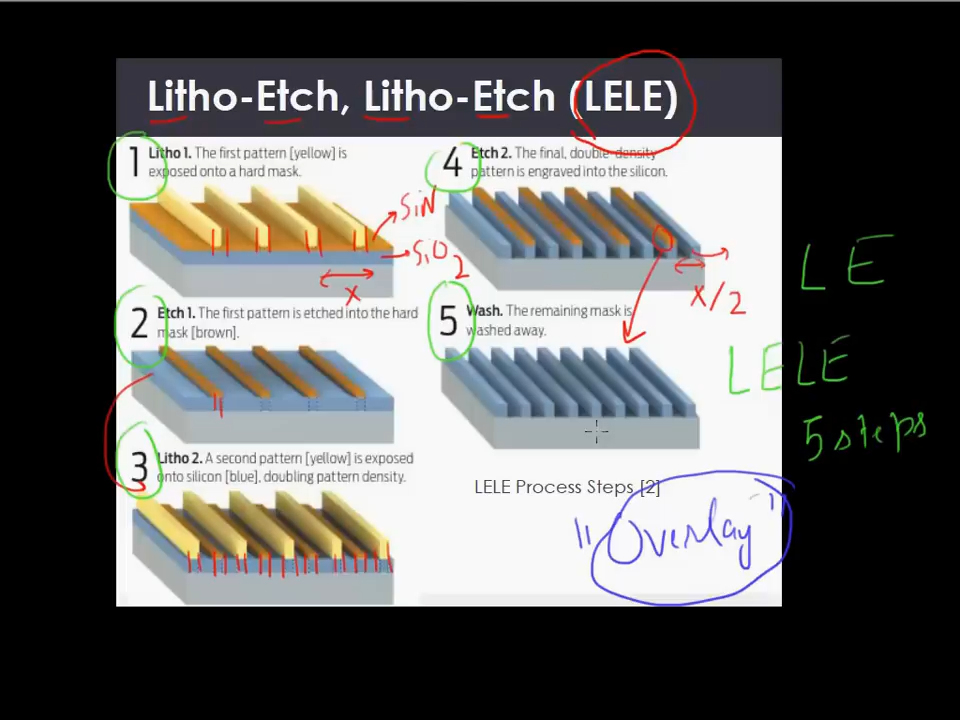 Litho-Etch, Litho-Etch (LELE)
1 Litho 1. The first pattern [yellow] is
exposed onto a hard mask.
SiN
SiO2
X
2 Etch 1. The first pattern is etched into the hard
mask [brown].
3 Litho 2. A second pattern [yellow] is exposed
onto silicon [blue], doubling pattern density.
4 Etch 2. The final, double-density
pattern is engraved into the silicon.
X/2
5 Wash. The remaining mask is
washed away.
LELE Process Steps [2]
"Overlay"
LE
LELE
5 steps